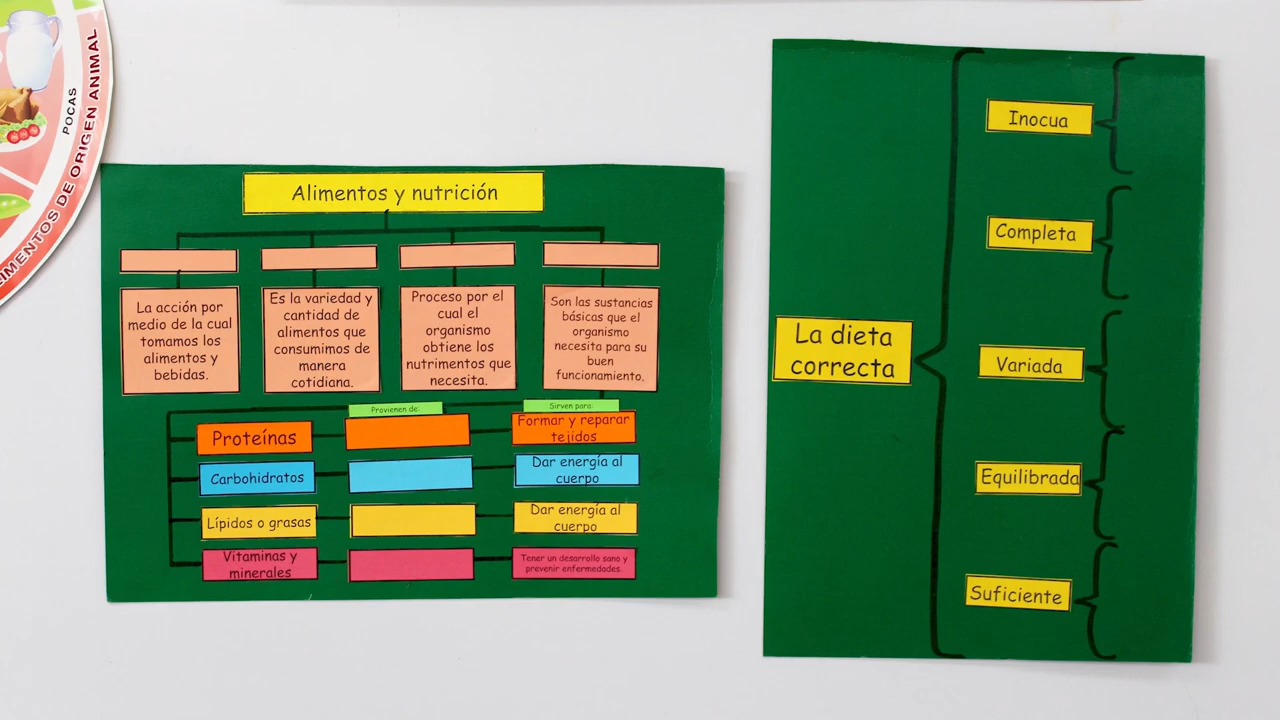 POCAS
IMENTOS DE ORIGEN ANIMAL
Alimentos y nutrición
La acción por
medio de la cual
tomamos los
alimentos y
bebidas.
Es la variedad y
cantidad de
alimentos que
consumimos de
manera
cotidiana.
Proceso por el
cual el
organismo
obtiene los
nutrimentos que
necesita.
Son las sustancias
básicas que el
organismo
necesita para su
buen
funcionamiento.
Provienen de:
Sirven para:
Proteínas
Formar y reparar
tejidos
Carbohidratos
Dar energía al
cuerpo
Lípidos o grasas
Dar energía al
cuerpo
Vitaminas y
minerales
Tener un desarrollo sano y
prevenir enfermedades.
La dieta
correcta
Inocua
Completa
Variada
Equilibrada
Suficiente